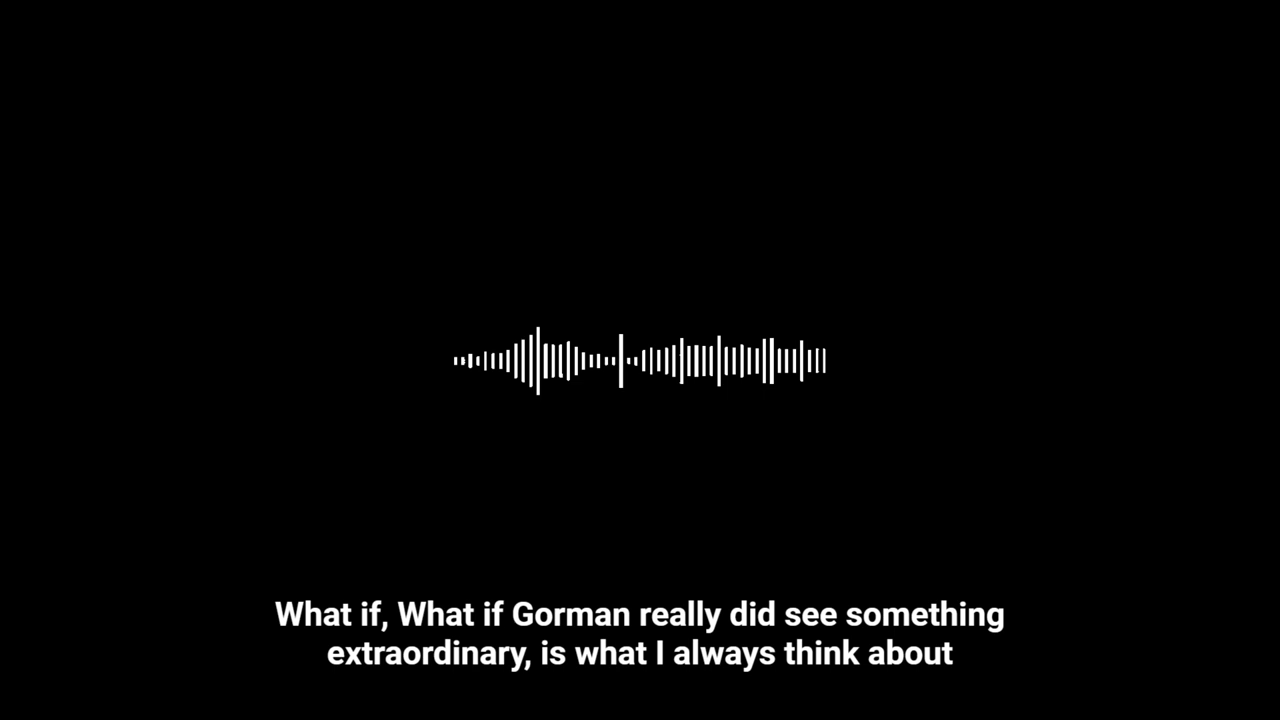 What if, What if Gorman really did see something
extraordinary, is what I always think about